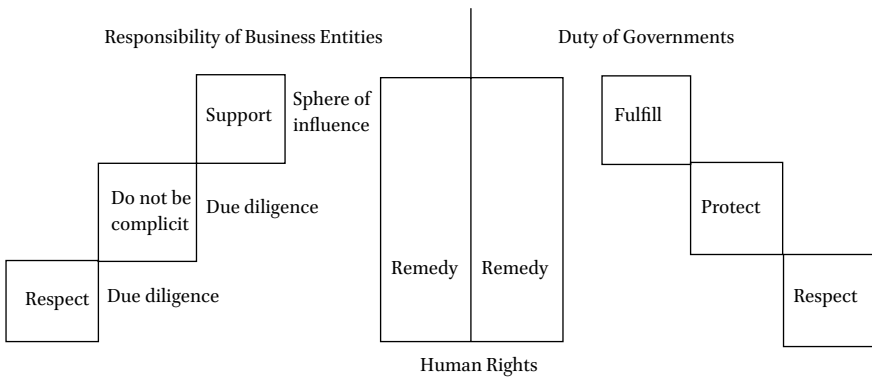 Responsibility of Business Entities
Duty of Governments
Support
Sphere of
influence
Fulfill
Do not be
complicit
Due diligence
Protect
Remedy
Remedy
Respect
Due diligence
Respect
Human Rights